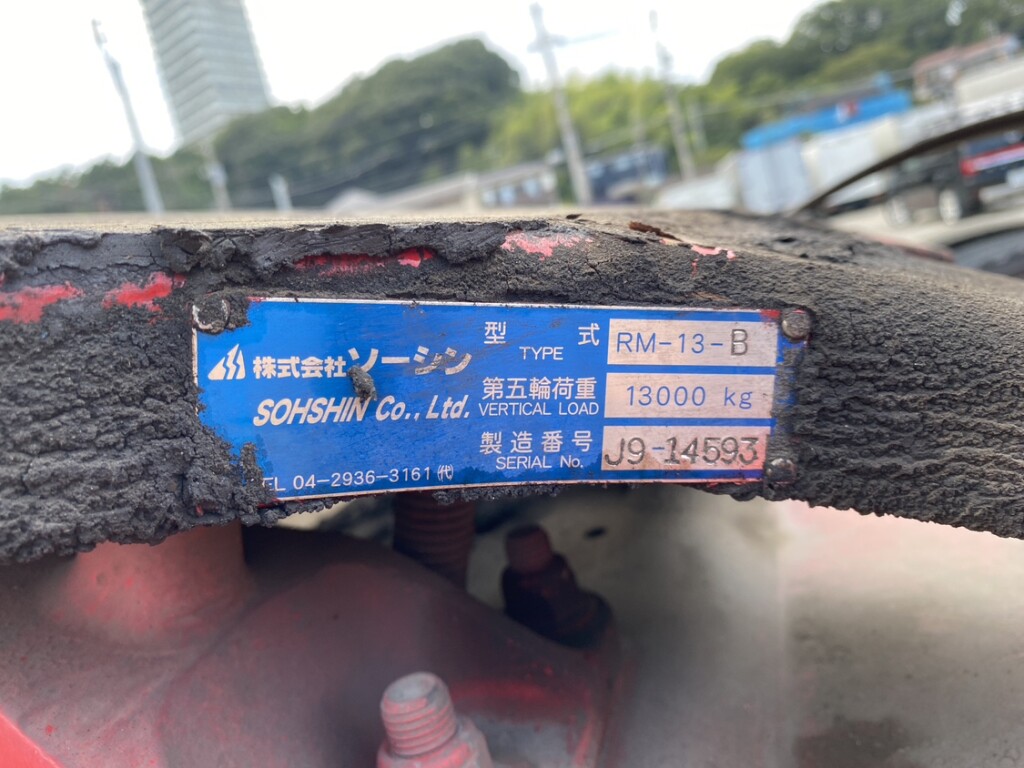 株式会社ソーシン
SOHSHIN Co., Ltd.
TEL 04-2936-3161 ㈹
型 式 RM-13-B
TYPE
第五輪荷重 13000 kg
VERTICAL LOAD
製造番号 J9-14593
SERIAL No.